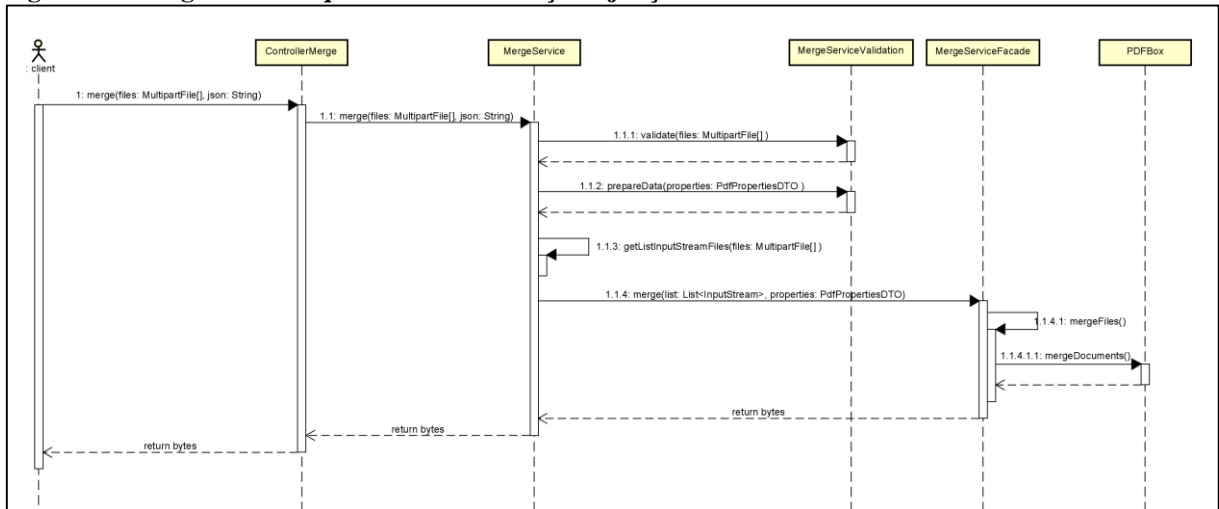 ControllerMerge
MergeService
MergeServiceValidation
MergeServiceFacade
PDFBox
: client
1: merge(files: MultipartFile[], json: String)
1.1: merge(files: MultipartFile[], json: String)
1.1.1: validate(files: MultipartFile[] )
1.1.2: prepareData(properties: PdfPropertiesDTO )
1.1.3: getListInputStreamFiles(files: MultipartFile[] )
1.1.4: merge(list: List<InputStream>, properties: PdfPropertiesDTO)
1.1.4.1: mergeFiles()
1.1.4.1.1: mergeDocuments()
return bytes
return bytes
return bytes